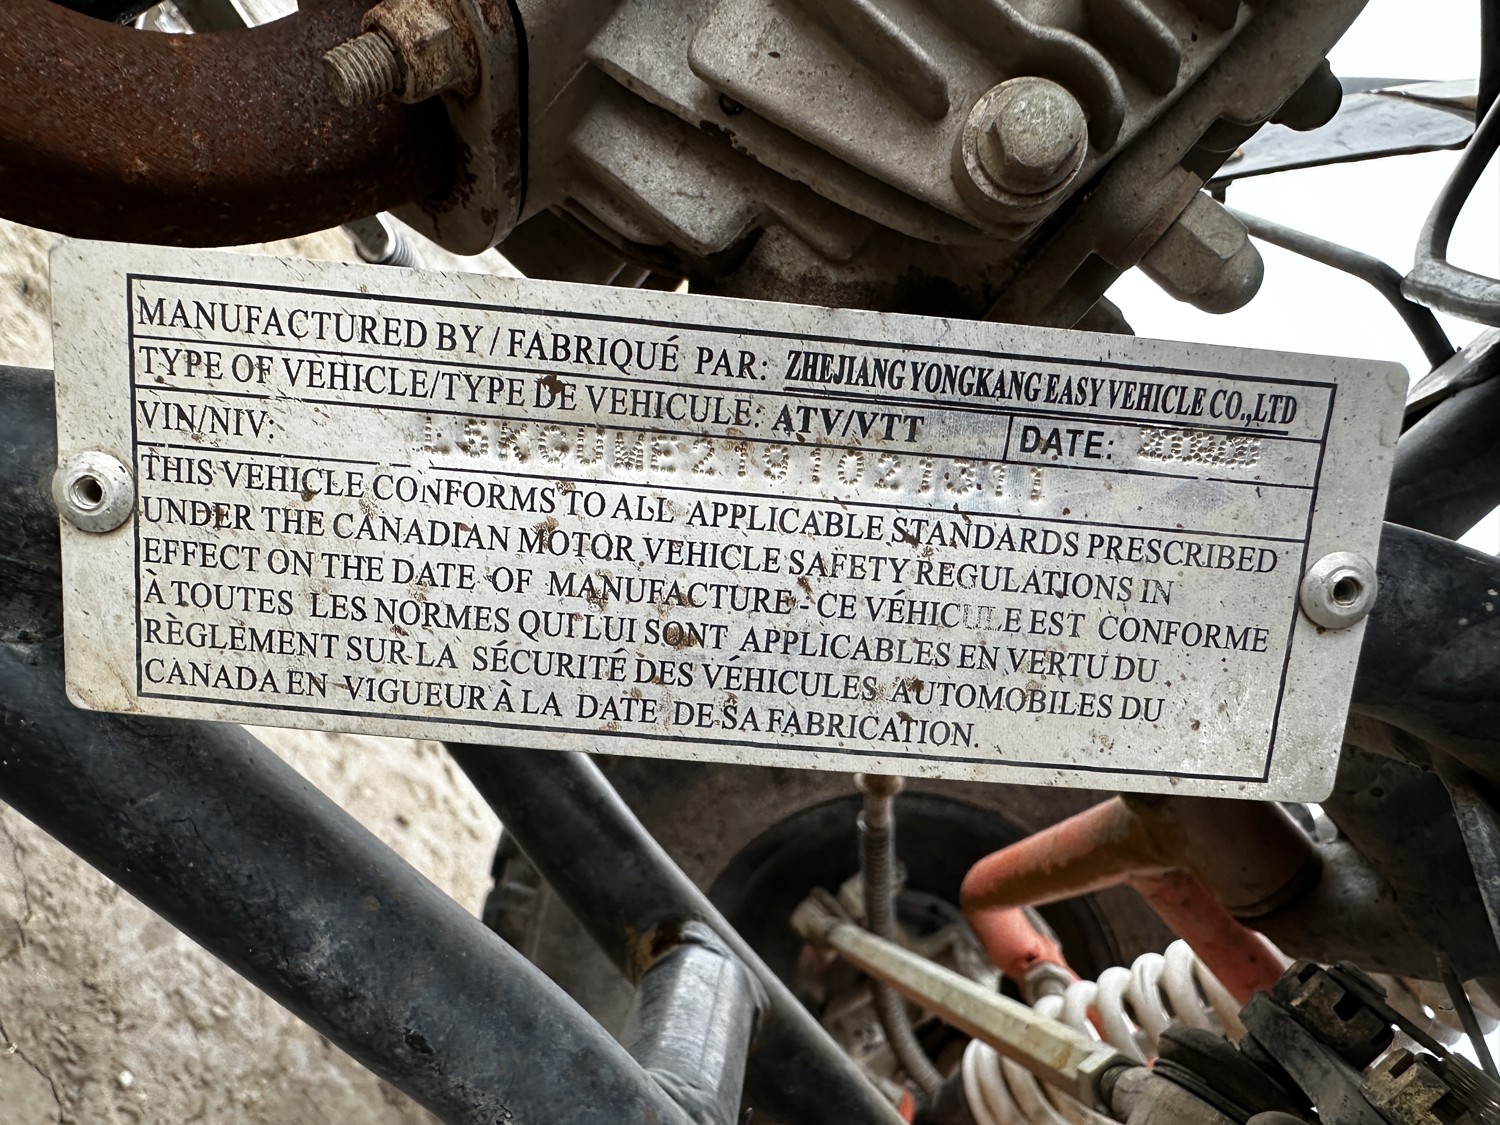 MANUFACTURED BY / FABRIQUÉ PAR: ZHEJIANG YONGKANG EASY VEHICLE CO.,LTD
TYPE OF VEHICLE/TYPE DE VEHICULE: ATV/VTT
DATE:
VIN/NIV:
THIS VEHICLE CONFORMS TO ALL APPLICABLE STANDARDS PRESCRIBED
UNDER THE CANADIAN MOTOR VEHICLE SAFETY REGULATIONS IN
EFFECT ON THE DATE OF MANUFACTURE - CE VÉHICULE EST CONFORME
À TOUTES LES NORMES QUI LUI SONT APPLICABLES EN VERTU DU
RÈGLEMENT SUR LA SÉCURITÉ DES VÉHICULES AUTOMOBILES DU
CANADA EN VIGUEUR À LA DATE DE SA FABRICATION.